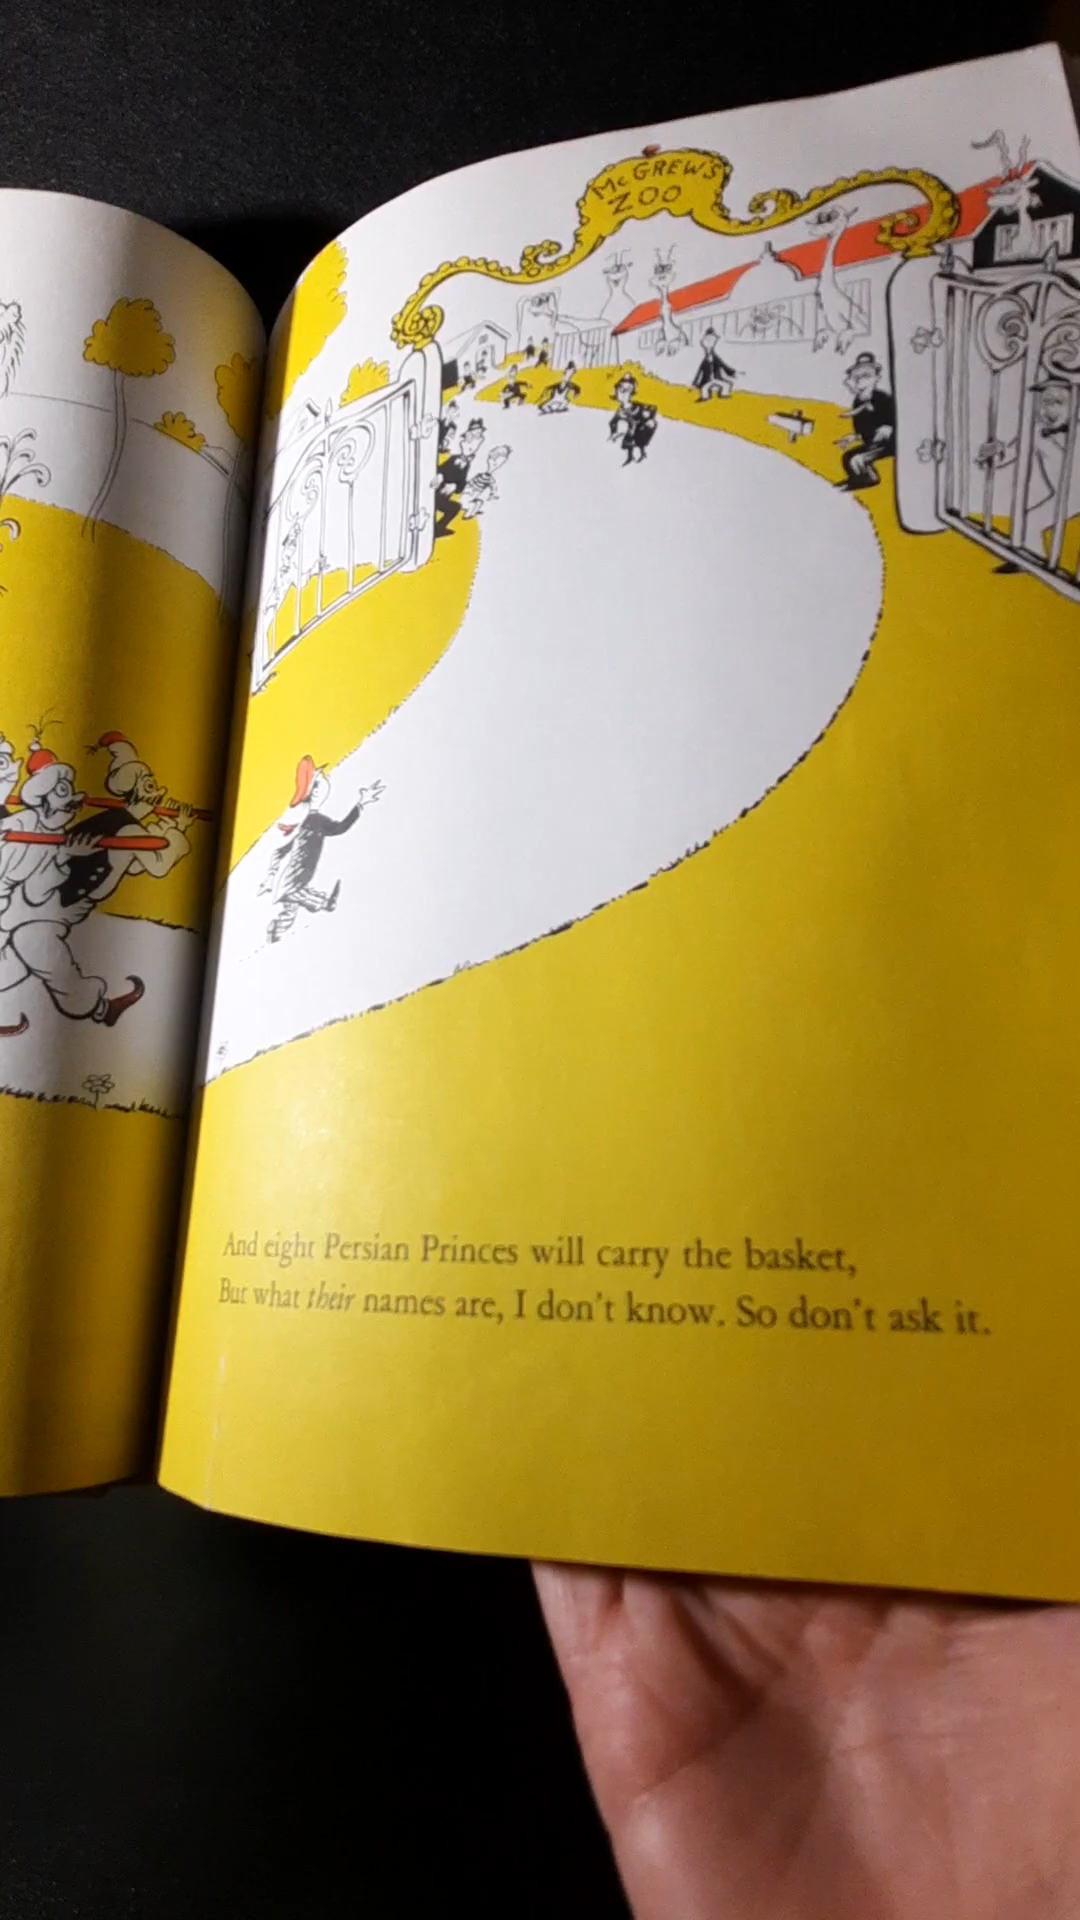 McGREW'S
ZOO
And eight Persian Princes will carry the basket,
But what their names are, I don't know. So don't ask it.